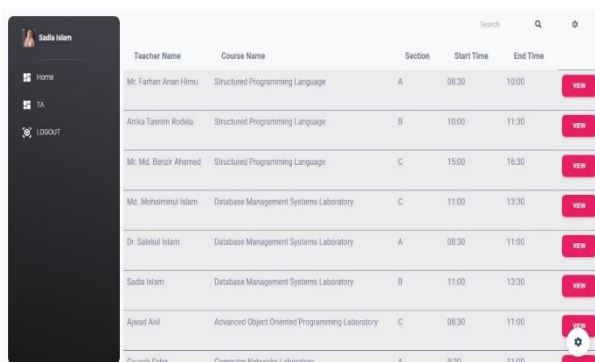 Sadia Islam
Home
TA
LOGOUT
Search
Teacher Name Course Name Section Start Time End Time
Mr. Farhan Anan Himu Structured Programming Language A 08:30 10:00 VIEW
Anika Tasnim Rodela Structured Programming Language B 10:00 11:30 VIEW
Mr. Md. Benzir Ahamed Structured Programming Language C 15:00 16:30 VIEW
Md. Mohaiminul Islam Database Management Systems Laboratory C 11:00 13:30 VIEW
Dr. Salekul Islam Database Management Systems Laboratory A 08:30 11:00 VIEW
Sadia Islam Database Management Systems Laboratory B 11:00 13:30 VIEW
Ajwad Akil Advanced Object Oriented Programming Laboratory C 08:30 11:00 VIEW
Computer Networks Laboratory A 8:30 11:00